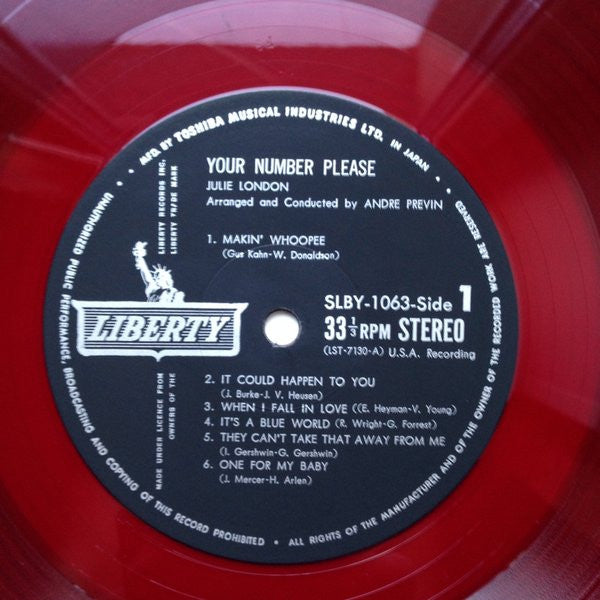 • MFD. BY TOSHIBA MUSICAL INDUSTRIES LTD. IN JAPAN •
YOUR NUMBER PLEASE
JULIE LONDON
Arranged and Conducted by ANDRE PREVIN
LIBERTY RECORDS INC,
LIBERTY TRADE MARK
1. MAKIN' WHOOPEE
(Gus Kahn-W. Donaldson)
LIBERTY
SLBY-1063-Side 1
33 1/3 RPM STEREO
(LST-7130-A) U.S.A. Recording
2. IT COULD HAPPEN TO YOU
(J. Burke-J. V. Heusen)
3. WHEN I FALL IN LOVE ((E. Heyman-V. Young)
4. IT'S A BLUE WORLD (R. Wright-G. Forrest)
5. THEY CAN'T TAKE THAT AWAY FROM ME
(I. Gershwin-G. Gershwin)
6. ONE FOR MY BABY
(J. Mercer-H. Arlen)
MADE UNDER LICENCE FROM
OWNERS OF THE
• ALL RIGHTS OF THE MANUFACTURER AND OF THE OWNER OF THE RECORDED WORK ARE RESERVED •
UNAUTHORIZED PUBLIC PERFORMANCE, BROADCASTING AND COPYING OF THIS RECORD PROHIBITED